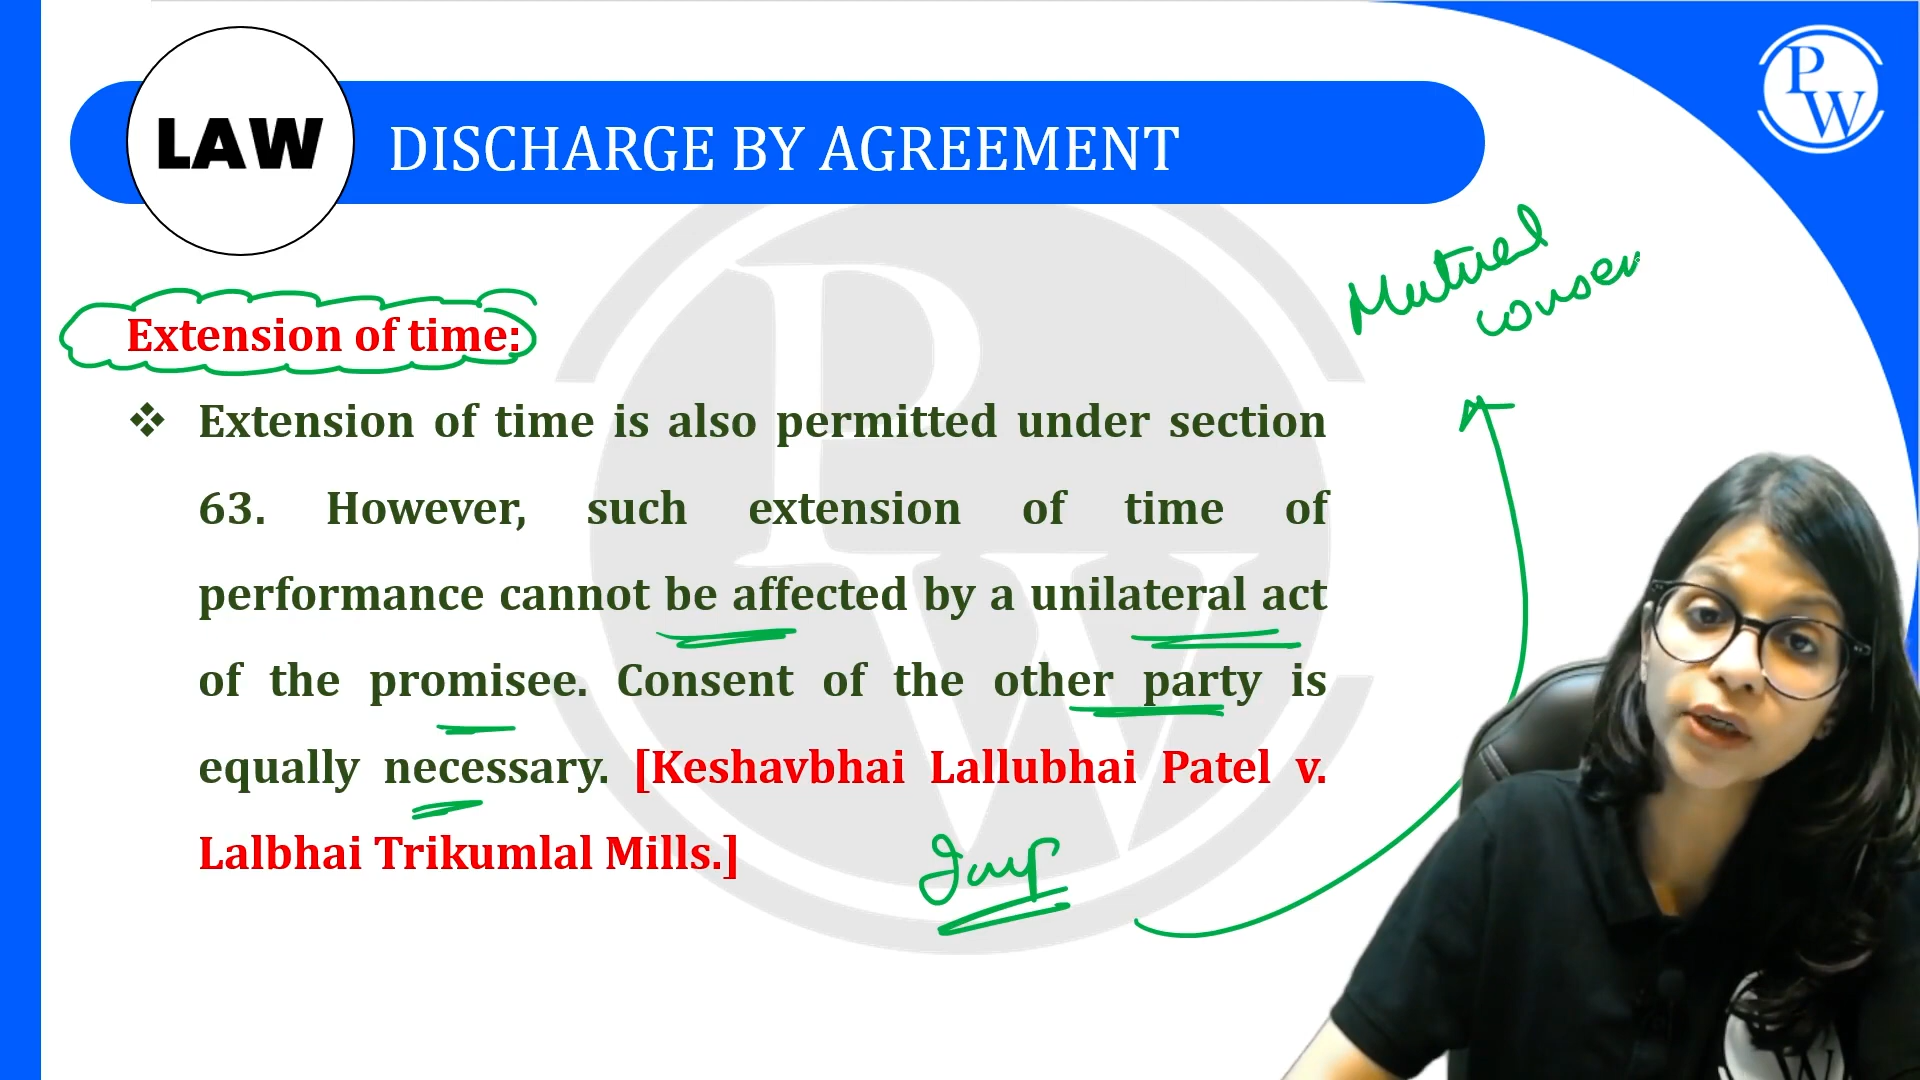 LAW
DISCHARGE BY AGREEMENT
PW
Mutual
consen
Extension of time:
❖ Extension of time is also permitted under section
63. However, such extension of time of
performance cannot be affected by a unilateral act
of the promisee. Consent of the other party is
equally necessary. [Keshavbhai Lallubhai Patel v.
Lalbhai Trikumlal Mills.]
Imp
PW